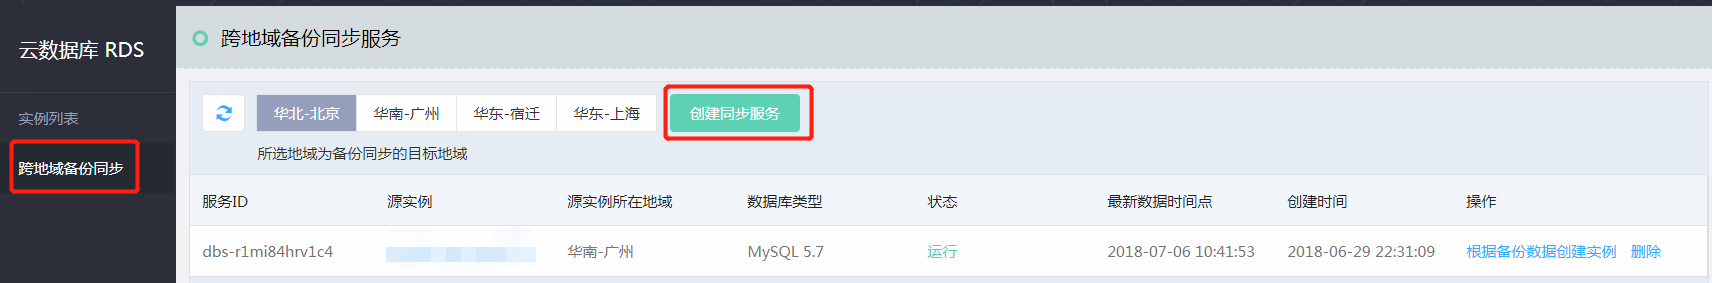 云数据库 RDS
实例列表
跨地域备份同步
跨地域备份同步服务
华北-北京 华南-广州 华东-宿迁 华东-上海 创建同步服务
所选地域为备份同步的目标地域
服务ID 源实例 源实例所在地域 数据库类型 状态 最新数据时间点 创建时间 操作
dbs-r1mi84hrv1c4 华南-广州 MySQL 5.7 运行 2018-07-06 10:41:53 2018-06-29 22:31:09 根据备份数据创建实例 删除